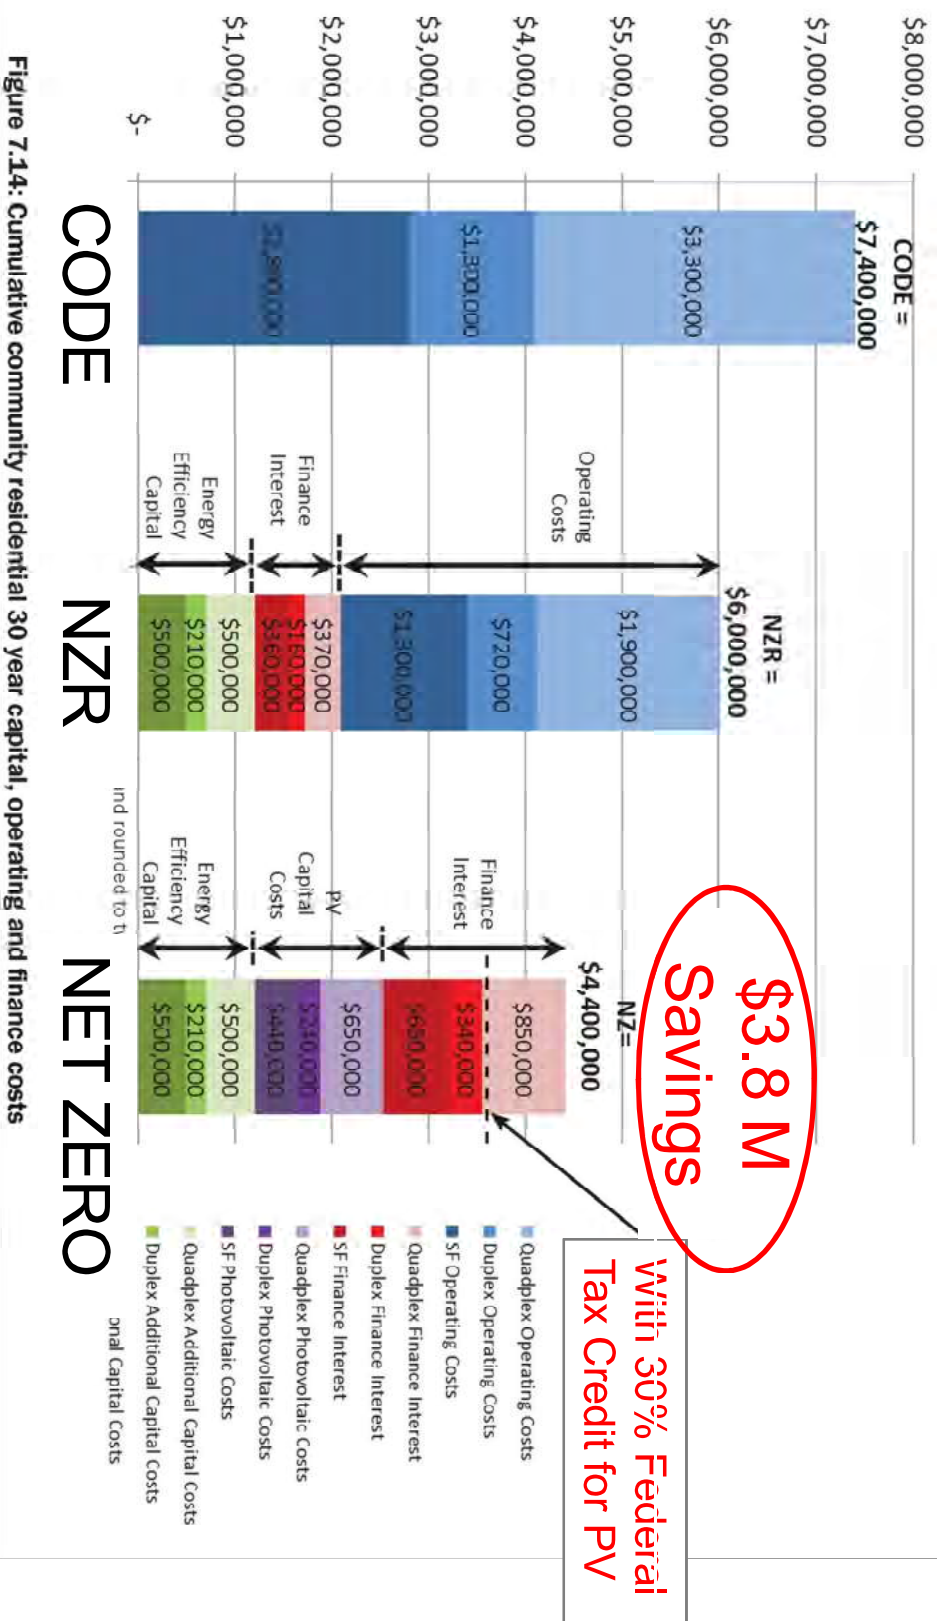 $8,000,000
$7,000,000
$6,000,000
$5,000,000
$4,000,000
$3,000,000
$2,000,000
$1,000,000
$-
CODE =
$7,400,000
$3,300,000
$1,300,000
CODE
Operating
Costs
Finance
Interest
Energy
Efficiency
Capital
NZR =
$6,000,000
$1,900,000
$720,000
$1,300,000
$370,000
$160,000
$360,000
$500,000
$210,000
$500,000
NZR
Finance
Interest
PV
Capital
Costs
Energy
Efficiency
Capital
ind rounded to
$3.8 M
Savings
NZ=
$4,400,000
$850,000
$340,000
$650,000
$650,000
$440,000
$500,000
$210,000
$500,000
NET ZERO
With 30% Federal
Tax Credit for PV
Quadplex Operating Costs
Duplex Operating Costs
SF Operating Costs
Quadplex Finance Interest
Duplex Finance Interest
SF Finance Interest
Quadplex Photovoltaic Costs
Duplex Photovoltaic Costs
SF Photovoltaic Costs
Quadplex Additional Capital Costs
Duplex Additional Capital Costs
onal Capital Costs
Figure 7.14: Cumulative community residential 30 year capital, operating and finance costs